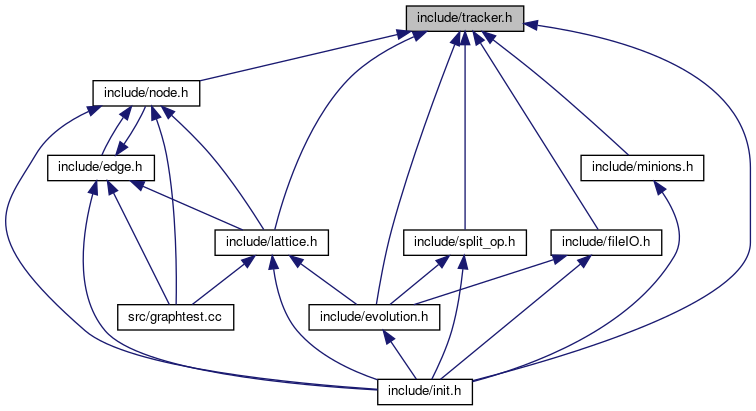 include/tracker.h
include/node.h
include/edge.h
include/minions.h
include/lattice.h
include/split_op.h
include/fileIO.h
src/graphtest.cc
include/evolution.h
include/init.h